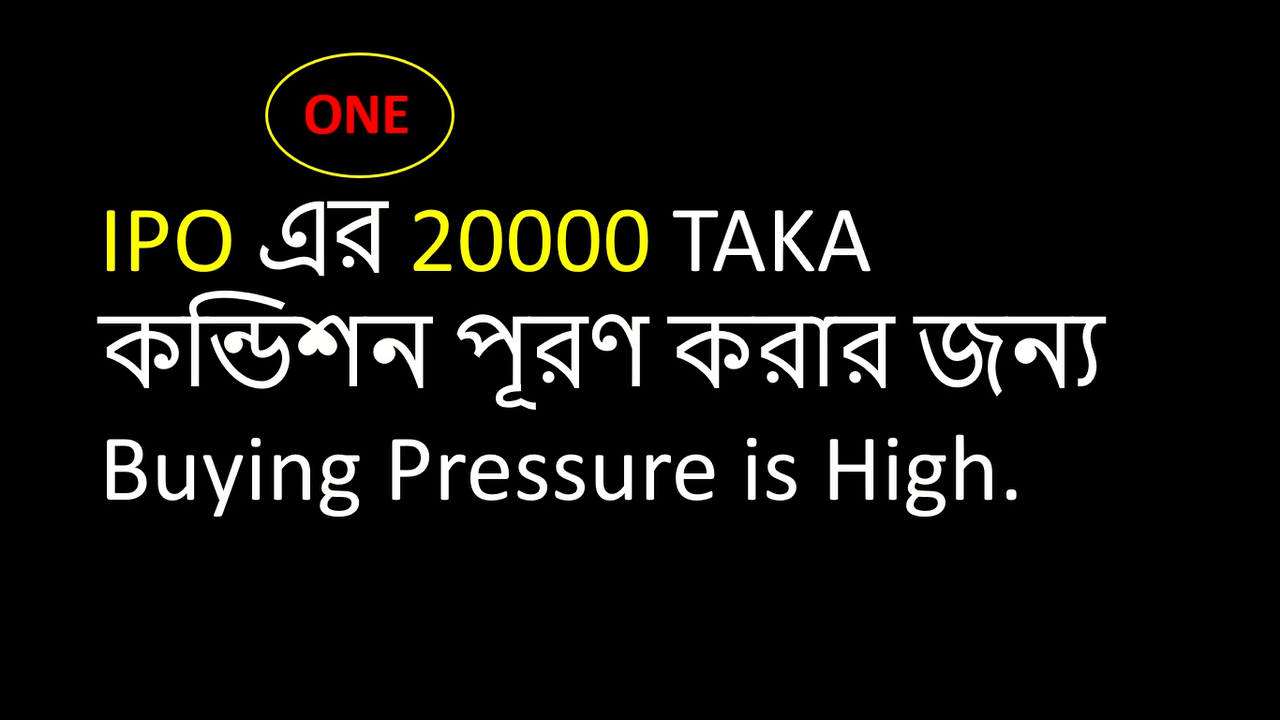 ONE
IPO এর 20000 TAKA
কন্ডিশন পূরণ করার জন্য
Buying Pressure is High.